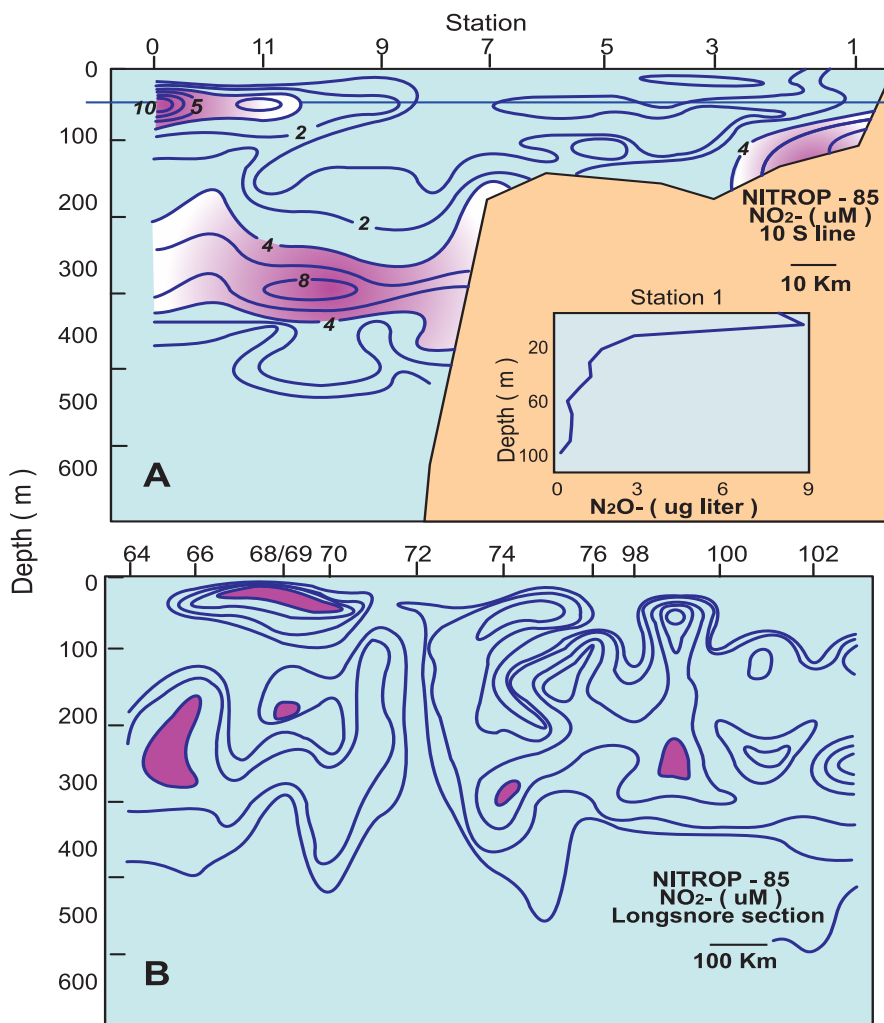 Station
0 11 9 7 5 3 1
0
100
200
300
400
500
600
10 5
2
4
2
4
8
4
NITROP - 85
NO2- ( uM )
10 S line
10 Km
Station 1
Depth ( m )
20
60
100
0 3 6 9
N2O- ( ug liter )
A
Depth ( m )
64 66 68/69 70 72 74 76 98 100 102
0
100
200
300
400
500
600
NITROP - 85
NO2- ( uM )
Longsnore section
100 Km
B